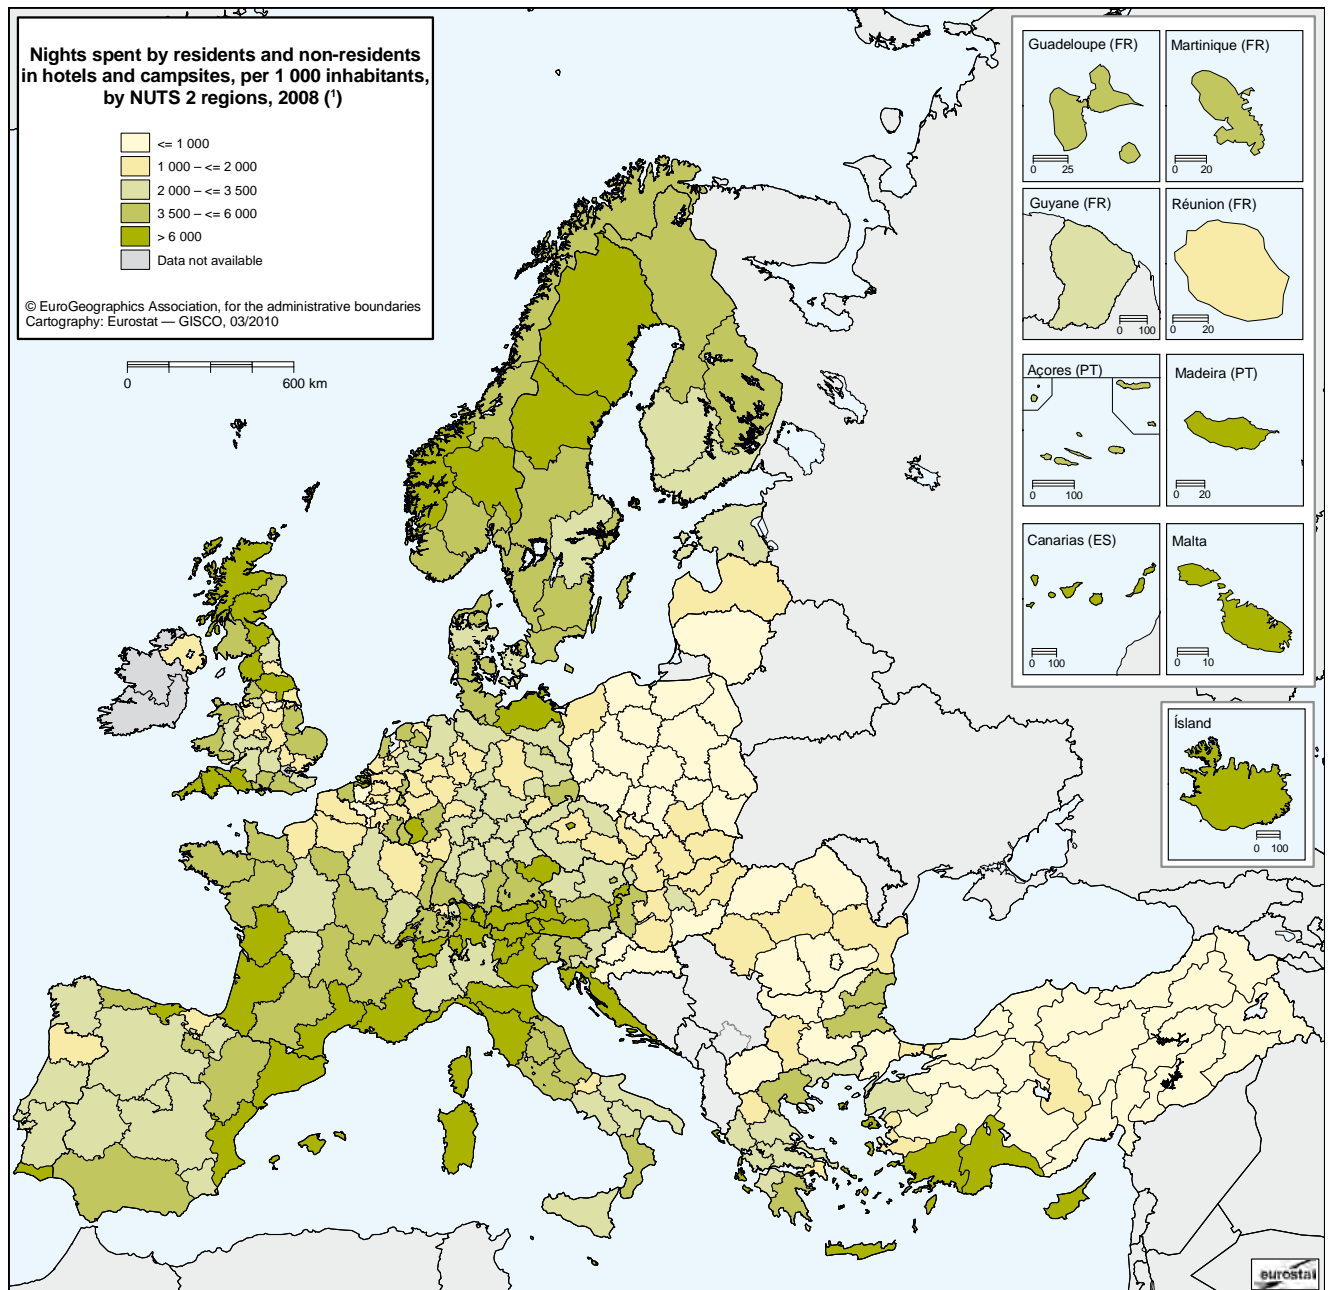 Nights spent by residents and non-residents
in hotels and campsites, per 1 000 inhabitants,
by NUTS 2 regions, 2008 (¹)
<= 1 000
1 000 – <= 2 000
2 000 – <= 3 500
3 500 – <= 6 000
> 6 000
Data not available
© EuroGeographics Association, for the administrative boundaries
Cartography: Eurostat — GISCO, 03/2010
0 600 km
Guadeloupe (FR)
0 25
Martinique (FR)
0 20
Guyane (FR)
0 100
Réunion (FR)
0 20
Açores (PT)
0 100
Madeira (PT)
0 20
Canarias (ES)
0 100
Malta
0 10
Ísland
0 100
eurostat